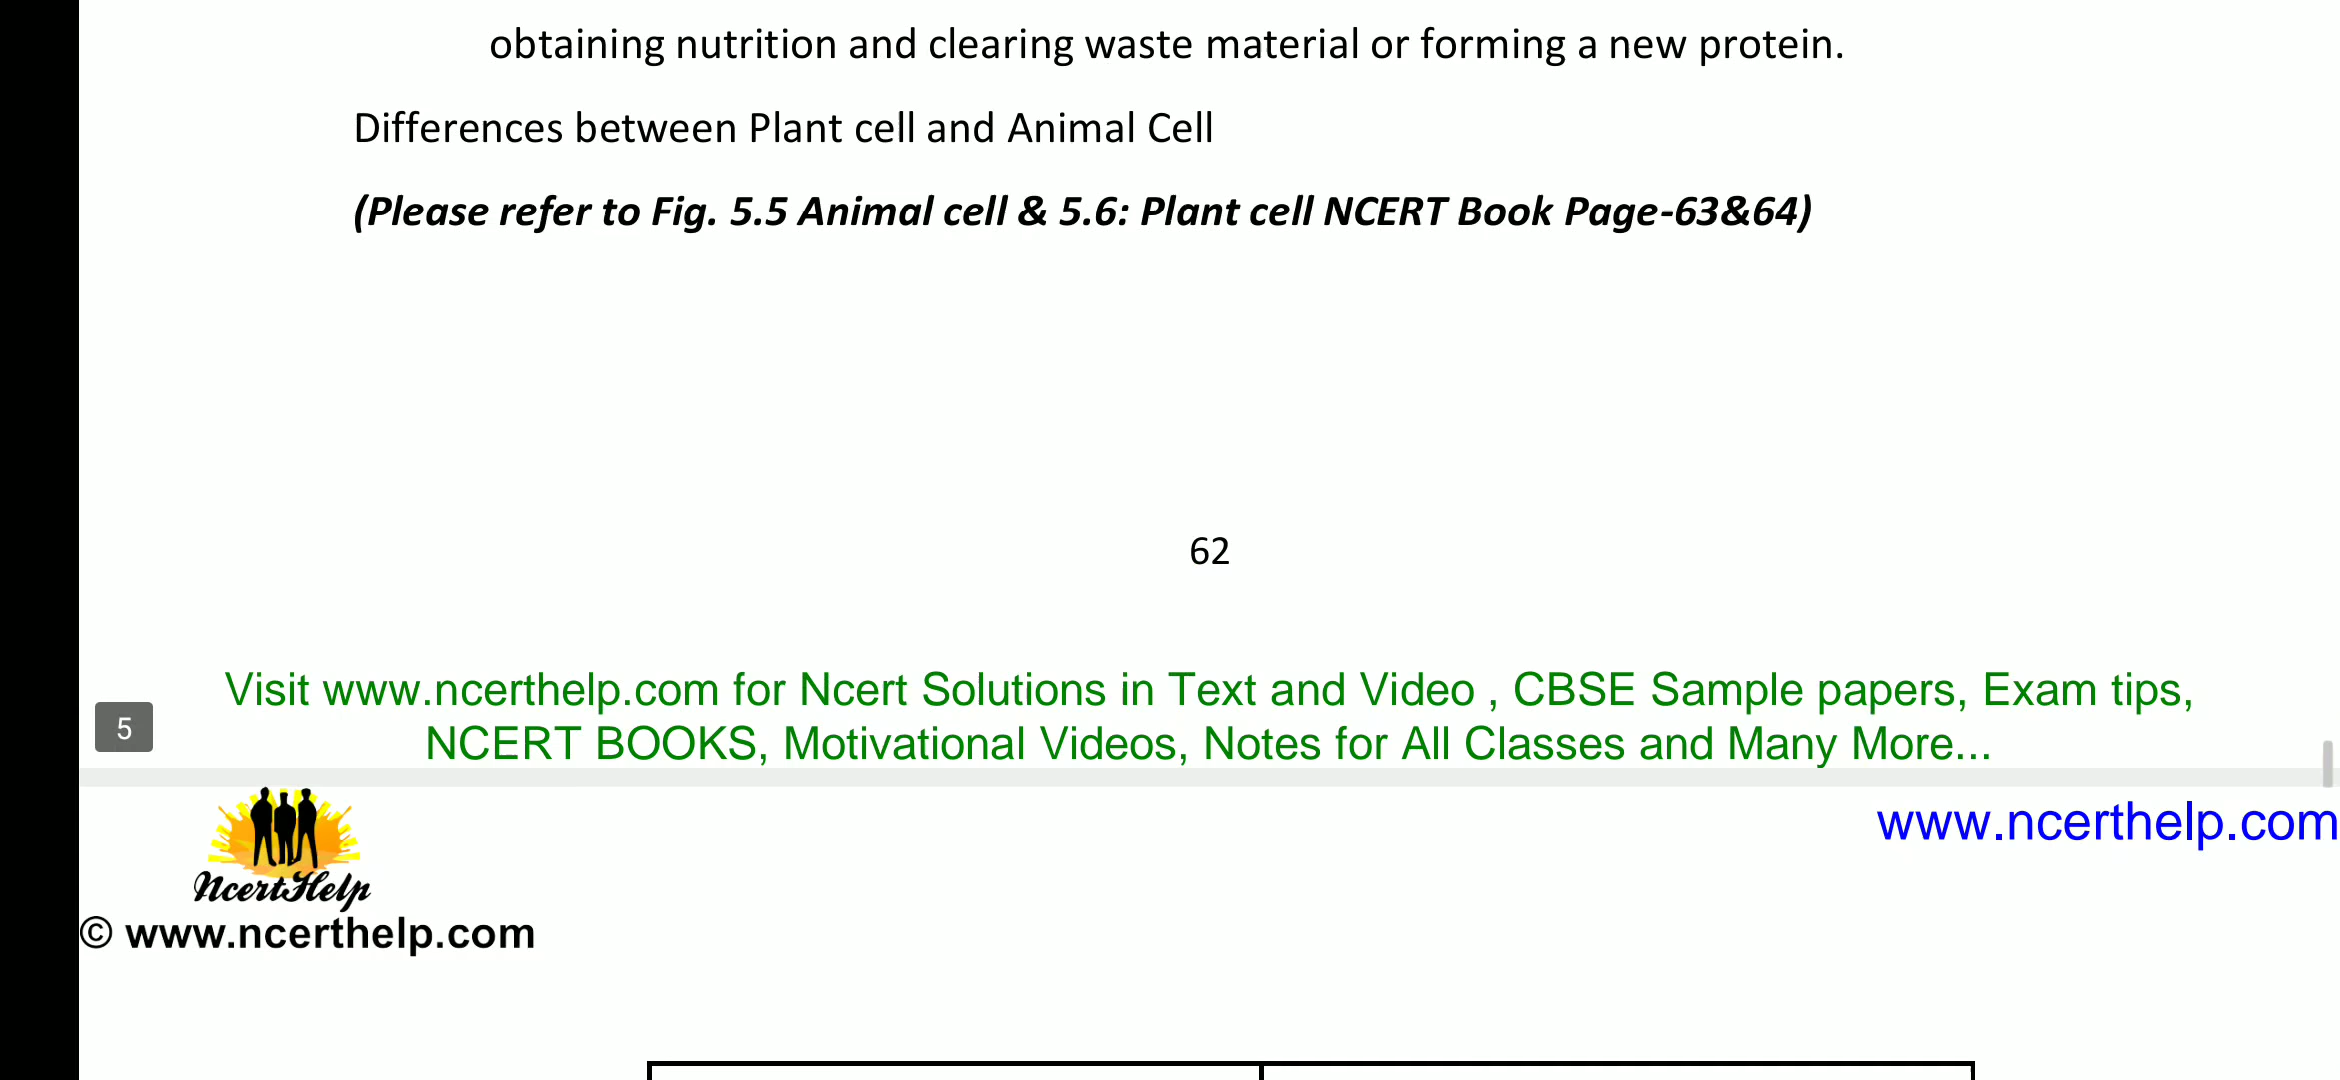 obtaining nutrition and clearing waste material or forming a new protein.
Differences between Plant cell and Animal Cell
(Please refer to Fig. 5.5 Animal cell & 5.6: Plant cell NCERT Book Page-63&64)
62
Visit www.ncerthelp.com for Ncert Solutions in Text and Video , CBSE Sample papers, Exam tips,
NCERT BOOKS, Motivational Videos, Notes for All Classes and Many More...
5
www.ncerthelp.com
NcertHelp
© www.ncerthelp.com